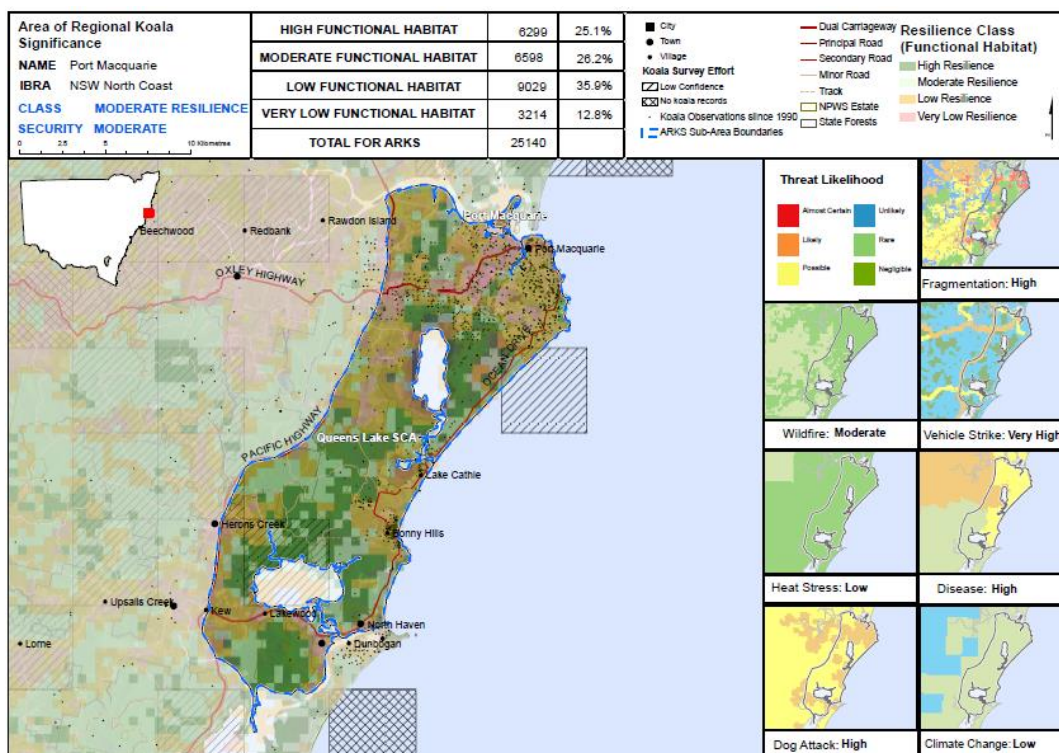 Area of Regional Koala
Significance
NAME Port Macquarie
IBRA NSW North Coast
CLASS MODERATE RESILIENCE
SECURITY MODERATE
0 2.5 5 10 Kilometres
HIGH FUNCTIONAL HABITAT 6299 25.1%
MODERATE FUNCTIONAL HABITAT 6598 26.2%
LOW FUNCTIONAL HABITAT 9029 35.9%
VERY LOW FUNCTIONAL HABITAT 3214 12.8%
TOTAL FOR ARKS 25140
City
Town
Village
Koala Survey Effort
Low Confidence
No koala records
Koala Observations siince 1990
ARKS Sub-Area Boundaries
Dual Carriageway
Principal Road
Secondary Road
Minor Road
Track
NPWS Estate
State Forests
Resilience Class
(Functional Habitat)
High Resilience
Moderate Resilience
Low Resilience
Very Low Resilience
Port Macquarie
Rawdon Island
Beechwood
Redbank
Port Macquarie
OXLEY HIGHWAY
OCEAN DRIVE
PACIFIC HIGHWAY
Queens Lake SCA
Lake Cathie
Herons Creek
Bonny Hills
Upsalls Creek
Kew
Lakewood
North Haven
Lorne
Dunbogan
Threat Likelihood
Almost Certain
Unlikely
Likely
Rare
Possible
Negligible
Fragmentation: High
Wildfire: Moderate
Vehicle Strike: Very High
Heat Stress: Low
Disease: High
Dog Attack: High
Climate Change: Low